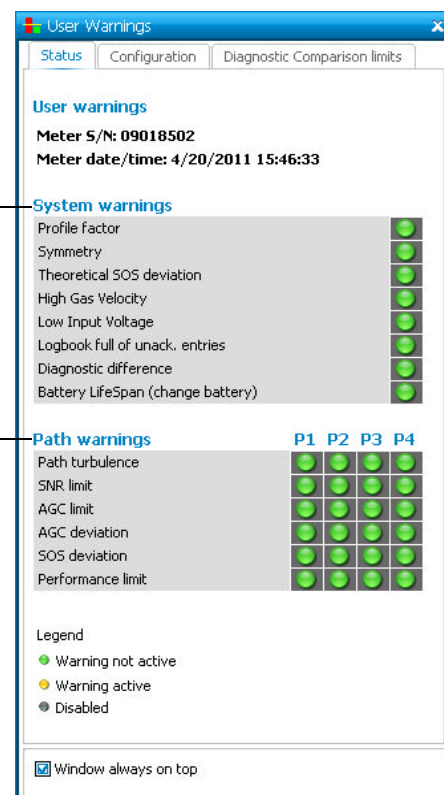 User Warnings
Status Configuration Diagnostic Comparison limits
User warnings
Meter S/N: 09018502
Meter date/time: 4/20/2011 15:46:33
System warnings
Profile factor
Symmetry
Theoretical SOS deviation
High Gas Velocity
Low Input Voltage
Logbook full of unack. entries
Diagnostic difference
Battery LifeSpan (change battery)
Path warnings P1 P2 P3 P4
Path turbulence
SNR limit
AGC limit
AGC deviation
SOS deviation
Performance limit
Legend
Warning not active
Warning active
Disabled
Window always on top